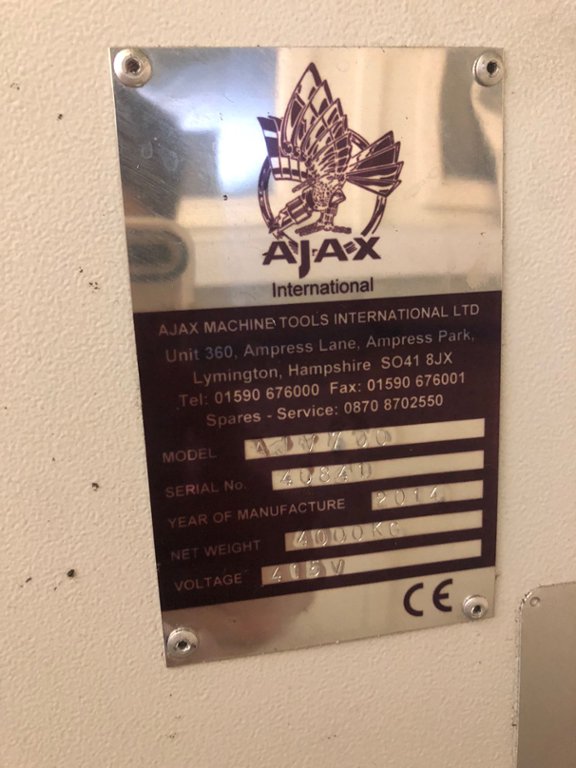 AJAX
International
AJAX MACHINE TOOLS INTERNATIONAL LTD
Unit 360, Ampress Lane, Ampress Park,
Lymington, Hampshire SO41 8JX
Tel: 01590 676000 Fax: 01590 676001
Spares - Service: 0870 8702550
MODEL
SERIAL No.
YEAR OF MANUFACTURE 2014
NET WEIGHT 4000KG
VOLTAGE 415V
CE